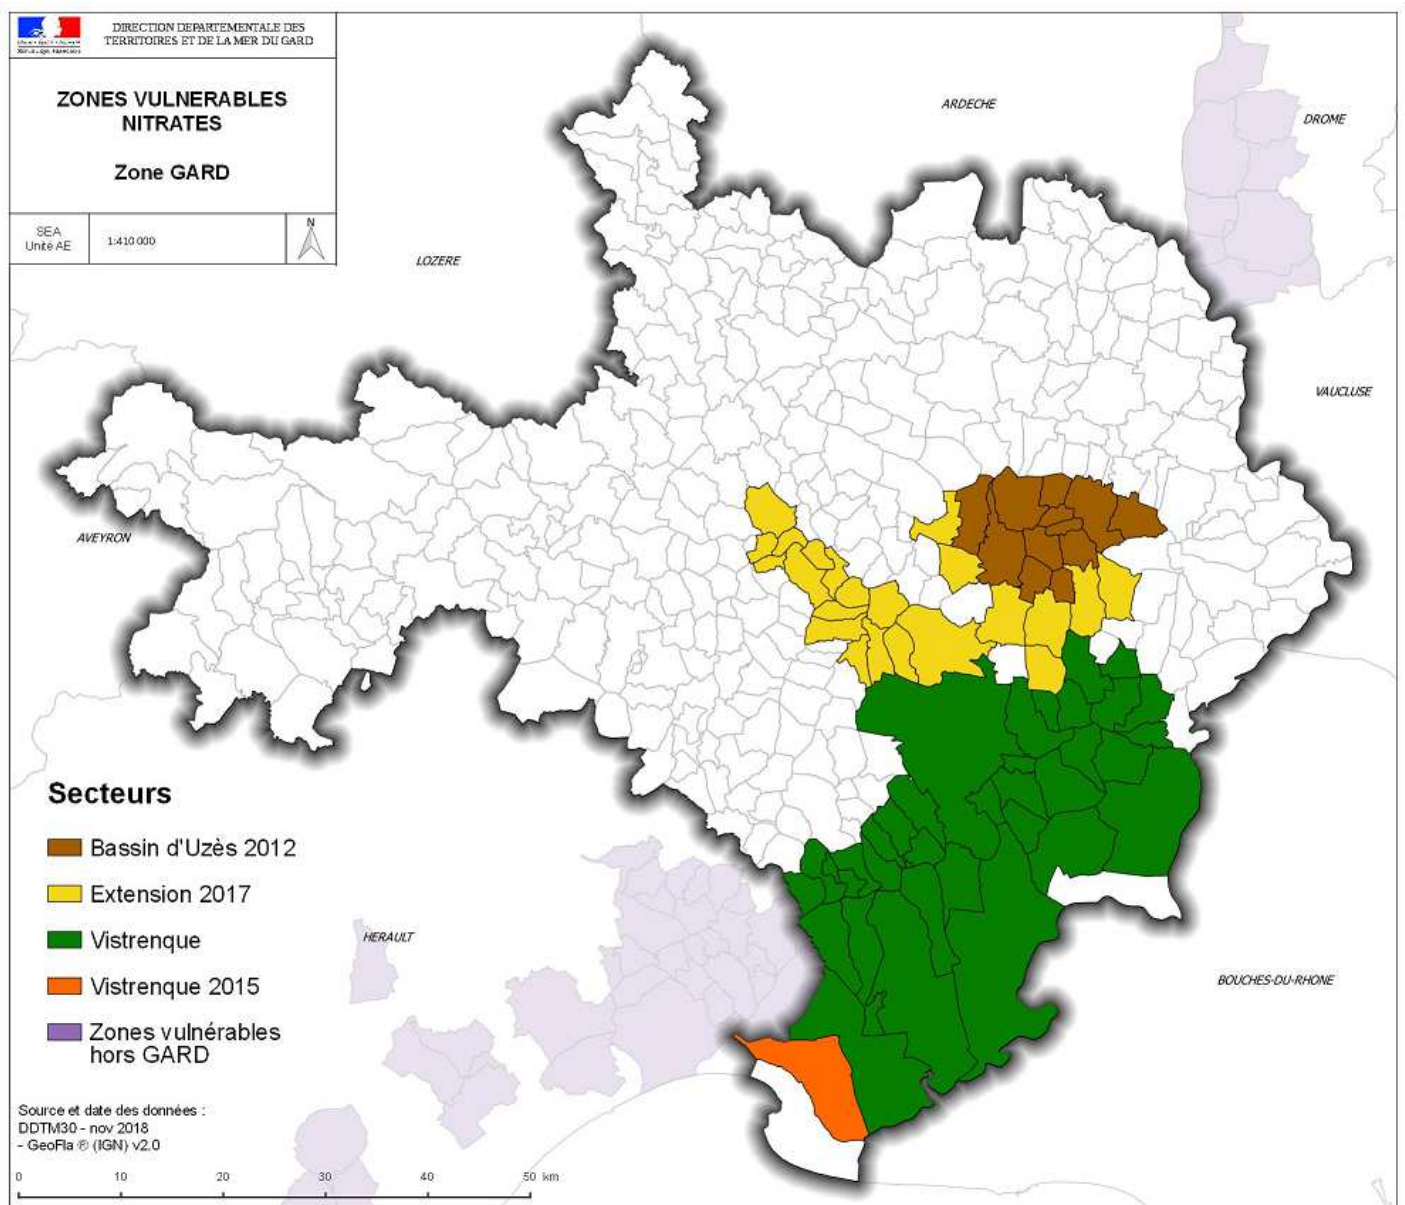 DIRECTION DEPARTEMENTALE DES
TERRITOIRES ET DE LA MER DU GARD
RÉPUBLIQUE FRANÇAISE
ZONES VULNERABLES
NITRATES
Zone GARD
SEA
Unité AE
1:410 000
N
ARDECHE
DROME
LOZERE
VAUCLUSE
AVEYRON
HERAULT
BOUCHES-DU-RHONE
Secteurs
Bassin d'Uzès 2012
Extension 2017
Vistrenque
Vistrenque 2015
Zones vulnérables
hors GARD
Source et date des données :
DDTM30 - nov 2018
- GeoFla ® (IGN) v2.0
0 10 20 30 40 50 km